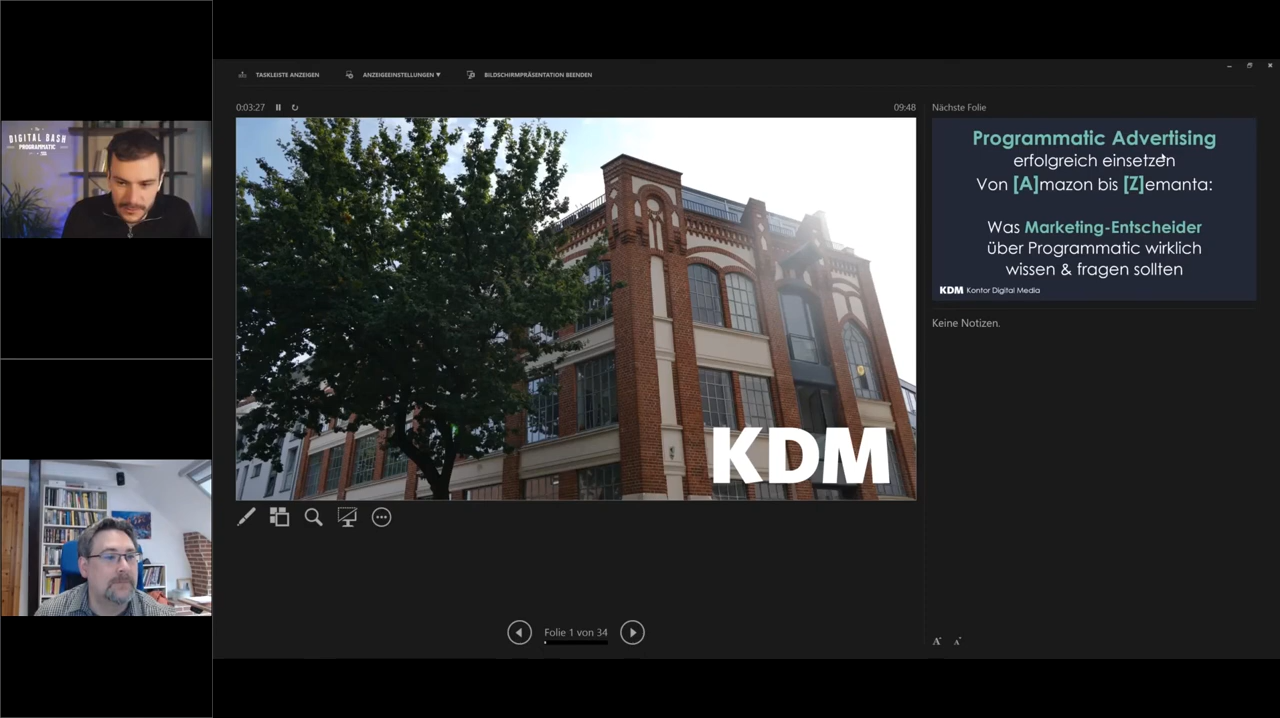 The
DIGITAL BASH
PROGRAMMATIC
TASKLEISTE ANZEIGEN
ANZEIGEEINSTELLUNGEN ▼
BILDSCHIRMPRÄSENTATION BEENDEN
0:03:27
09:48
KDM
Folie 1 von 34
Nächste Folie
Programmatic Advertising
erfolgreich einsetzen
Von [A]mazon bis [Z]emanta:
Was Marketing-Entscheider
über Programmatic wirklich
wissen & fragen sollten
KDM Kontor Digital Media
Keine Notizen.
A A